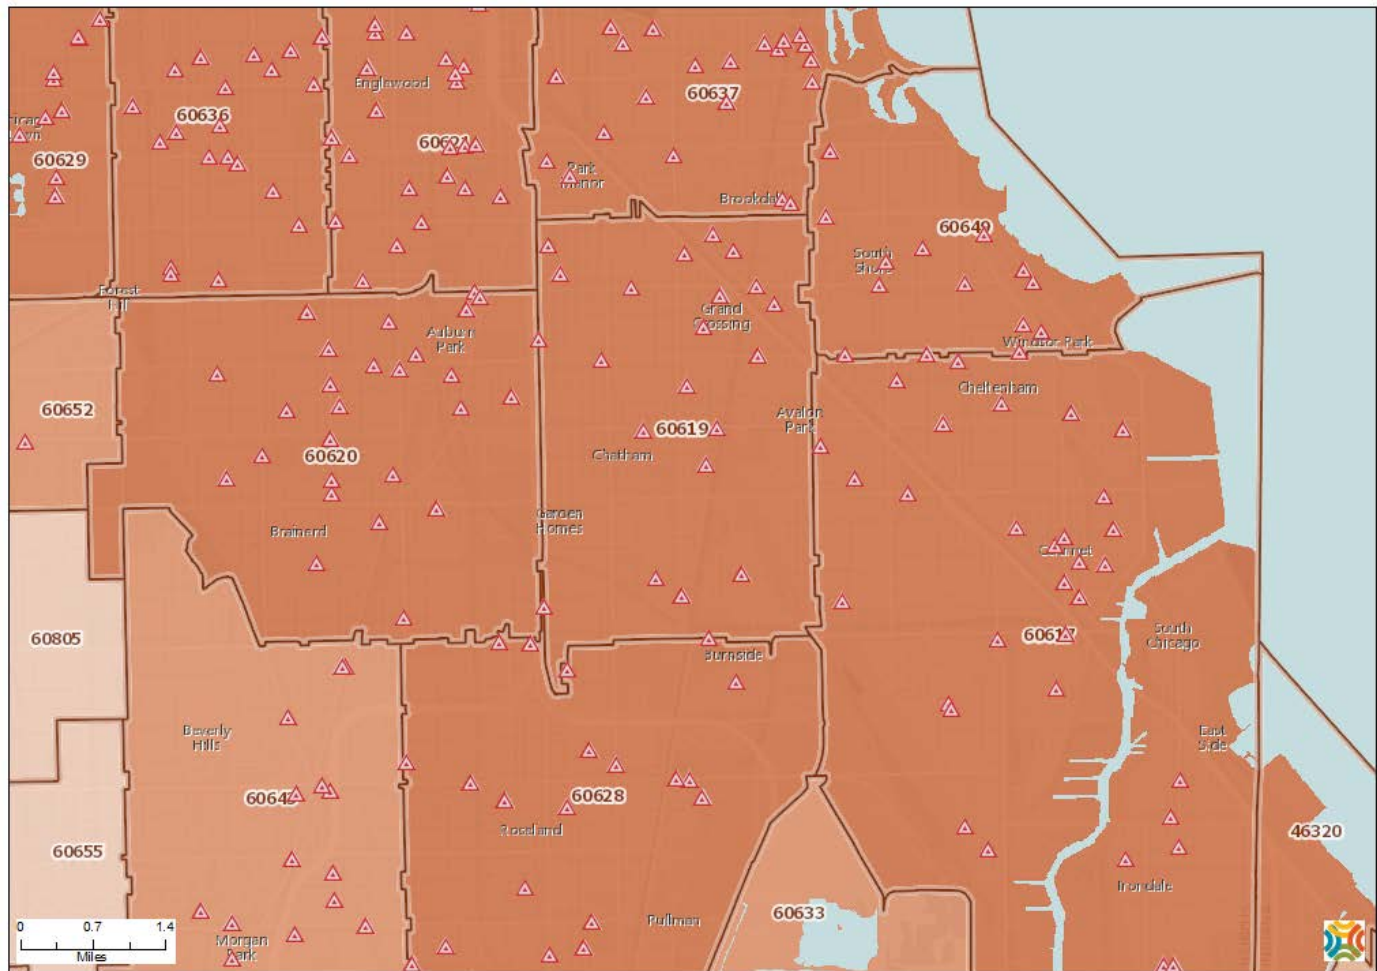 Englewood
60637
60636
60629
Park
Manor
60649
South
Shore
Forest
Hill
Grand
Crossing
Auburn
Park
Windsor Park
Cheltenham
60652
Avalon
Park
60619
60620
Chatham
Garden
Homes
Brainerd
Calumet
60805
South
Chicago
60617
Burnside
Beverly
Hills
East
Side
60628
Roseland
46320
60655
Irondale
60633
Pullman
0 0.7 1.4
Miles
Morgan
Park